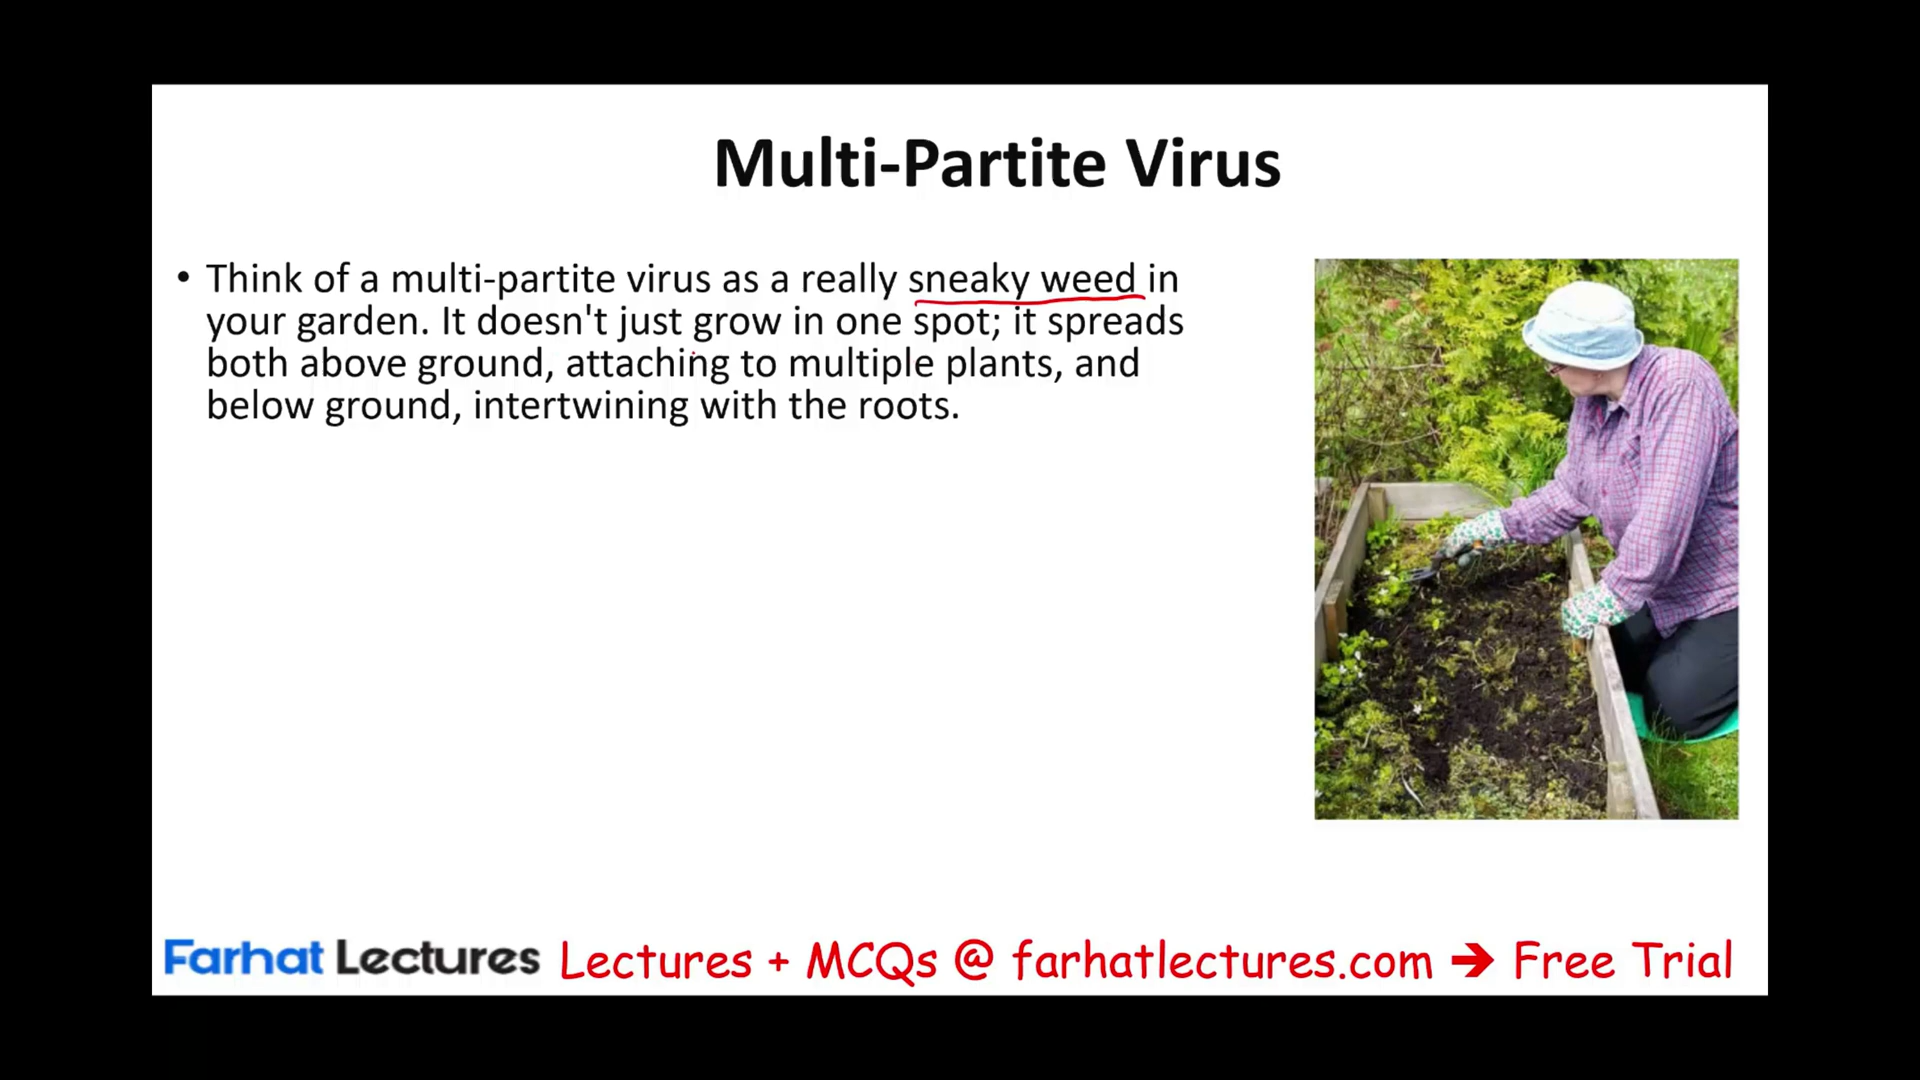 Multi-Partite Virus
• Think of a multi-partite virus as a really sneaky weed in
your garden. It doesn't just grow in one spot; it spreads
both above ground, attaching to multiple plants, and
below ground, intertwining with the roots.
Farhat Lectures Lectures + MCQs @ farhatlectures.com ➔ Free Trial